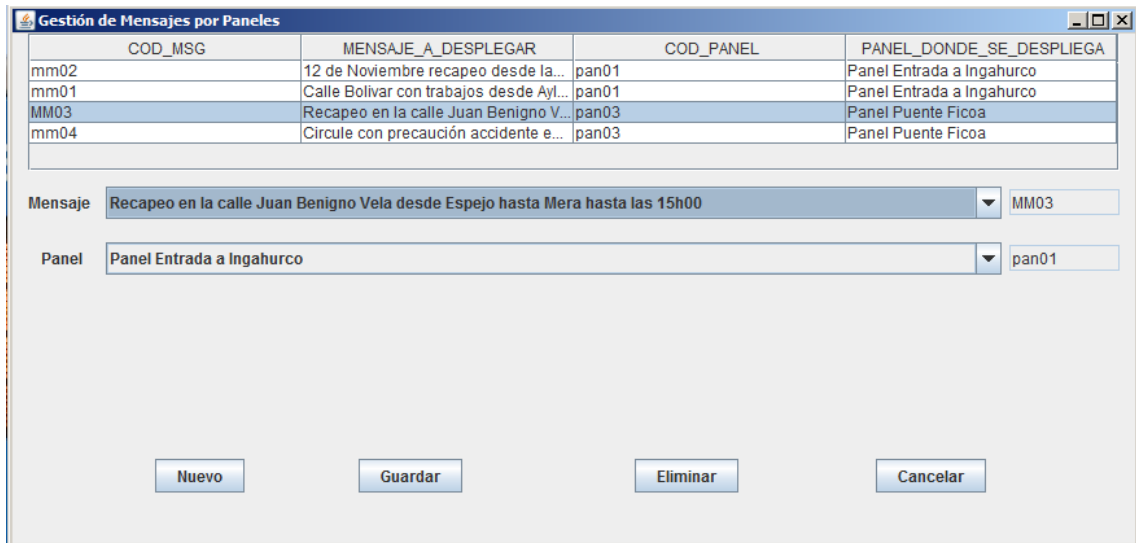 Gestión de Mensajes por Paneles
COD_MSG MENSAJE_A_DESPLEGAR COD_PANEL PANEL_DONDE_SE_DESPLIEGA
mm02 12 de Noviembre recapeo desde la... pan01 Panel Entrada a Ingahurco
mm01 Calle Bolivar con trabajos desde Ayl... pan01 Panel Entrada a Ingahurco
MM03 Recapeo en la calle Juan Benigno V... pan03 Panel Puente Ficoa
mm04 Circule con precaución accidente e... pan03 Panel Puente Ficoa
Mensaje Recapeo en la calle Juan Benigno Vela desde Espejo hasta Mera hasta las 15h00 MM03
Panel Panel Entrada a Ingahurco pan01
Nuevo Guardar Eliminar Cancelar